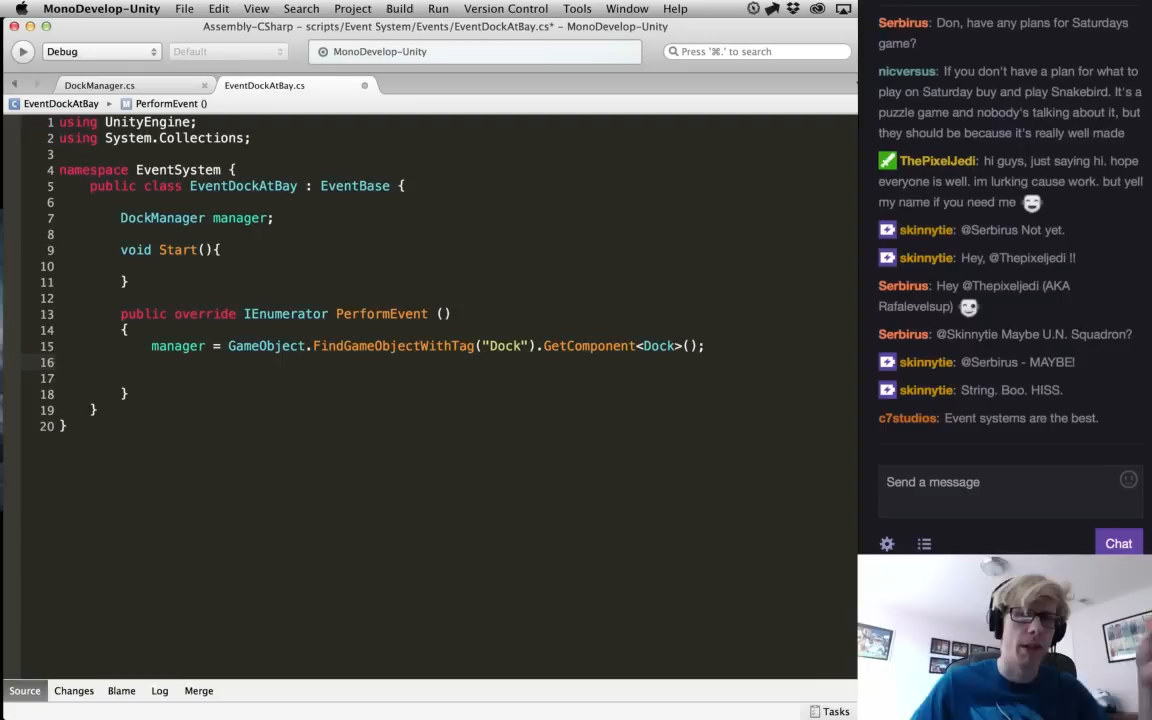 MonoDevelop-Unity File Edit View Search Project Build Run Version Control Tools Window Help
Assembly-CSharp – scripts/Event System/Events/EventDockAtBay.cs* – MonoDevelop-Unity
Debug
Default
MonoDevelop-Unity
Press '⌘.' to search
DockManager.cs
EventDockAtBay.cs
EventDockAtBay
PerformEvent ()
1 using UnityEngine;
2 using System.Collections;
3
4 namespace EventSystem {
5 public class EventDockAtBay : EventBase {
6
7 DockManager manager;
8
9 void Start(){
10
11 }
12
13 public override IEnumerator PerformEvent ()
14 {
15 manager = GameObject.FindGameObjectWithTag("Dock").GetComponent<Dock>();
16
17
18 }
19 }
20 }
Source Changes Blame Log Merge
Tasks
Serbirus: Don, have any plans for Saturdays
game?
nicversus: If you don't have a plan for what to
play on Saturday buy and play Snakebird. It's a
puzzle game and nobody's talking about it, but
they should be because it's really well made
ThePixelJedi: hi guys, just saying hi. hope
everyone is well. im lurking cause work. but yell
my name if you need me
skinnytie: @Serbirus Not yet.
skinnytie: Hey, @Thepixeljedi !!
Serbirus: Hey @Thepixeljedi (AKA
Rafalevelsup)
Serbirus: @Skinnytie Maybe U.N. Squadron?
skinnytie: @Serbirus - MAYBE!
skinnytie: String. Boo. HISS.
c7studios: Event systems are the best.
Send a message
Chat